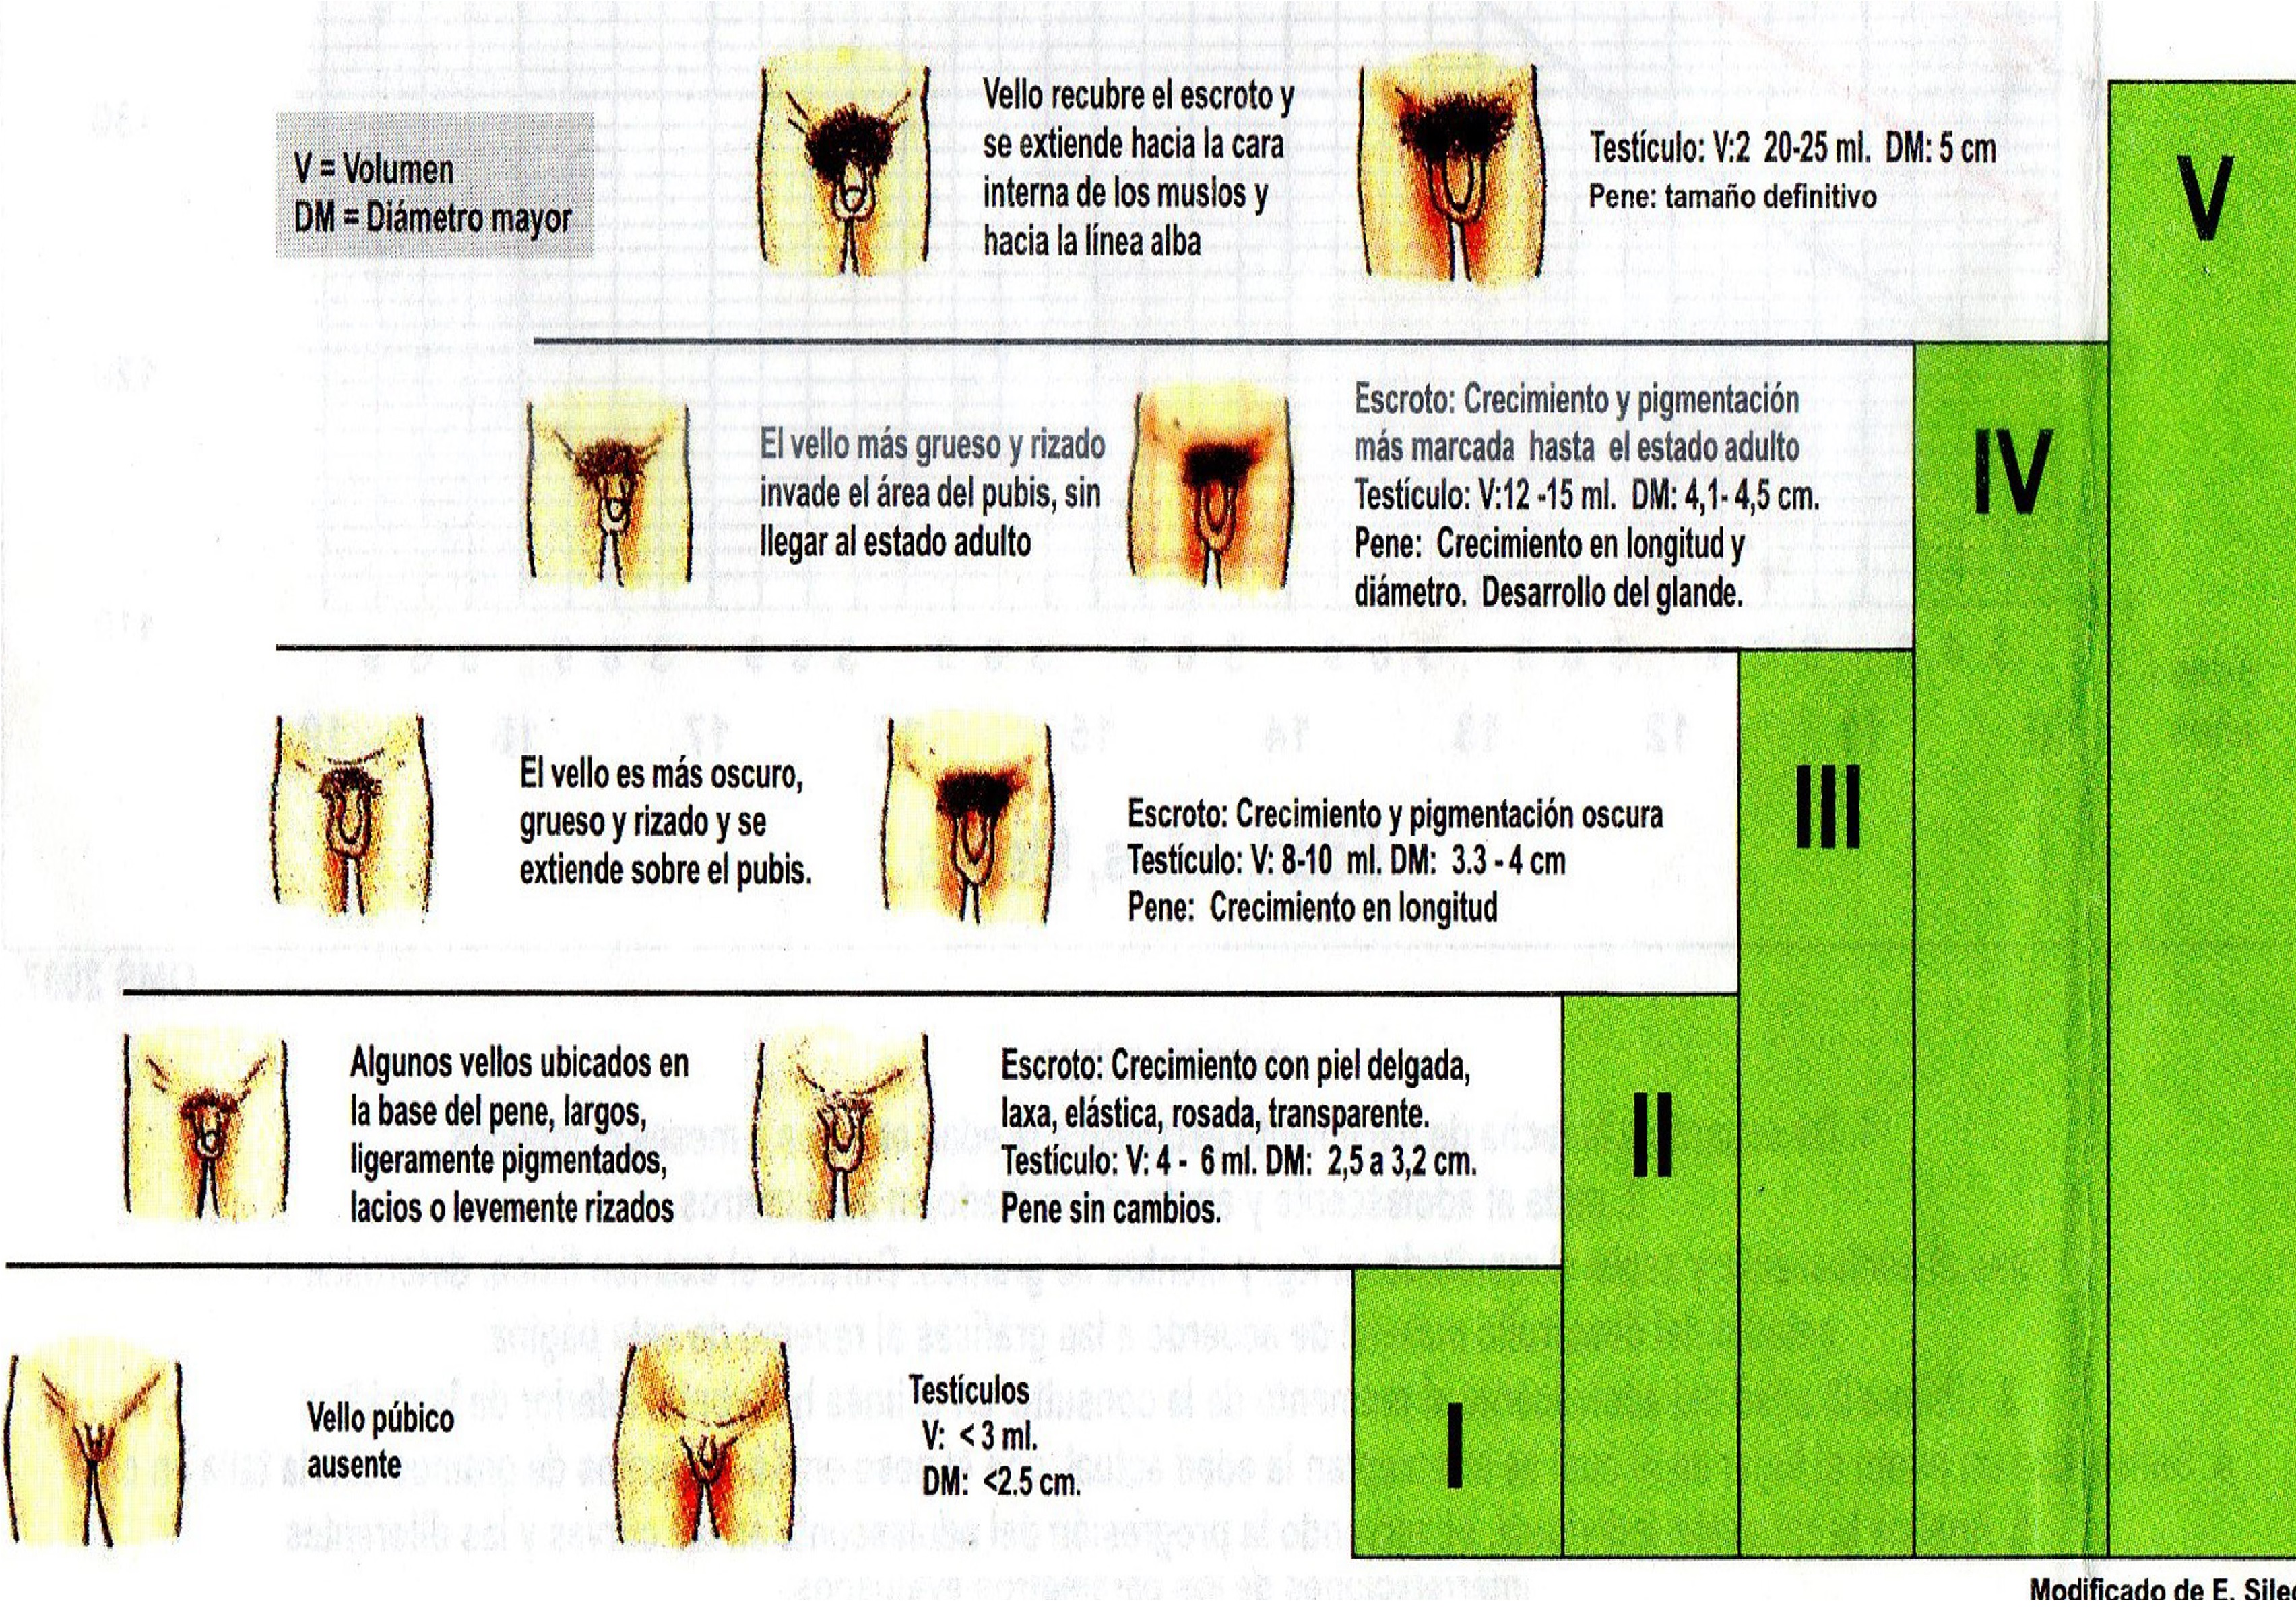 V = Volumen
DM = Diámetro mayor
Vello recubre el escroto y
se extiende hacia la cara
interna de los muslos y
hacia la línea alba
Testículo: V:2 20-25 ml. DM: 5 cm
Pene: tamaño definitivo
V
El vello más grueso y rizado
invade el área del pubis, sin
llegar al estado adulto
Escroto: Crecimiento y pigmentación
más marcada hasta el estado adulto
Testículo: V:12 -15 ml. DM: 4,1- 4,5 cm.
Pene: Crecimiento en longitud y
diámetro. Desarrollo del glande.
IV
El vello es más oscuro,
grueso y rizado y se
extiende sobre el pubis.
Escroto: Crecimiento y pigmentación oscura
Testículo: V: 8-10 ml. DM: 3.3 - 4 cm
Pene: Crecimiento en longitud
III
Algunos vellos ubicados en
la base del pene, largos,
ligeramente pigmentados,
lacios o levemente rizados
Escroto: Crecimiento con piel delgada,
laxa, elástica, rosada, transparente.
Testículo: V: 4 - 6 ml. DM: 2,5 a 3,2 cm.
Pene sin cambios.
II
Vello púbico
ausente
Testículos
V: < 3 ml.
DM: <2.5 cm.
I
Modificado de E.